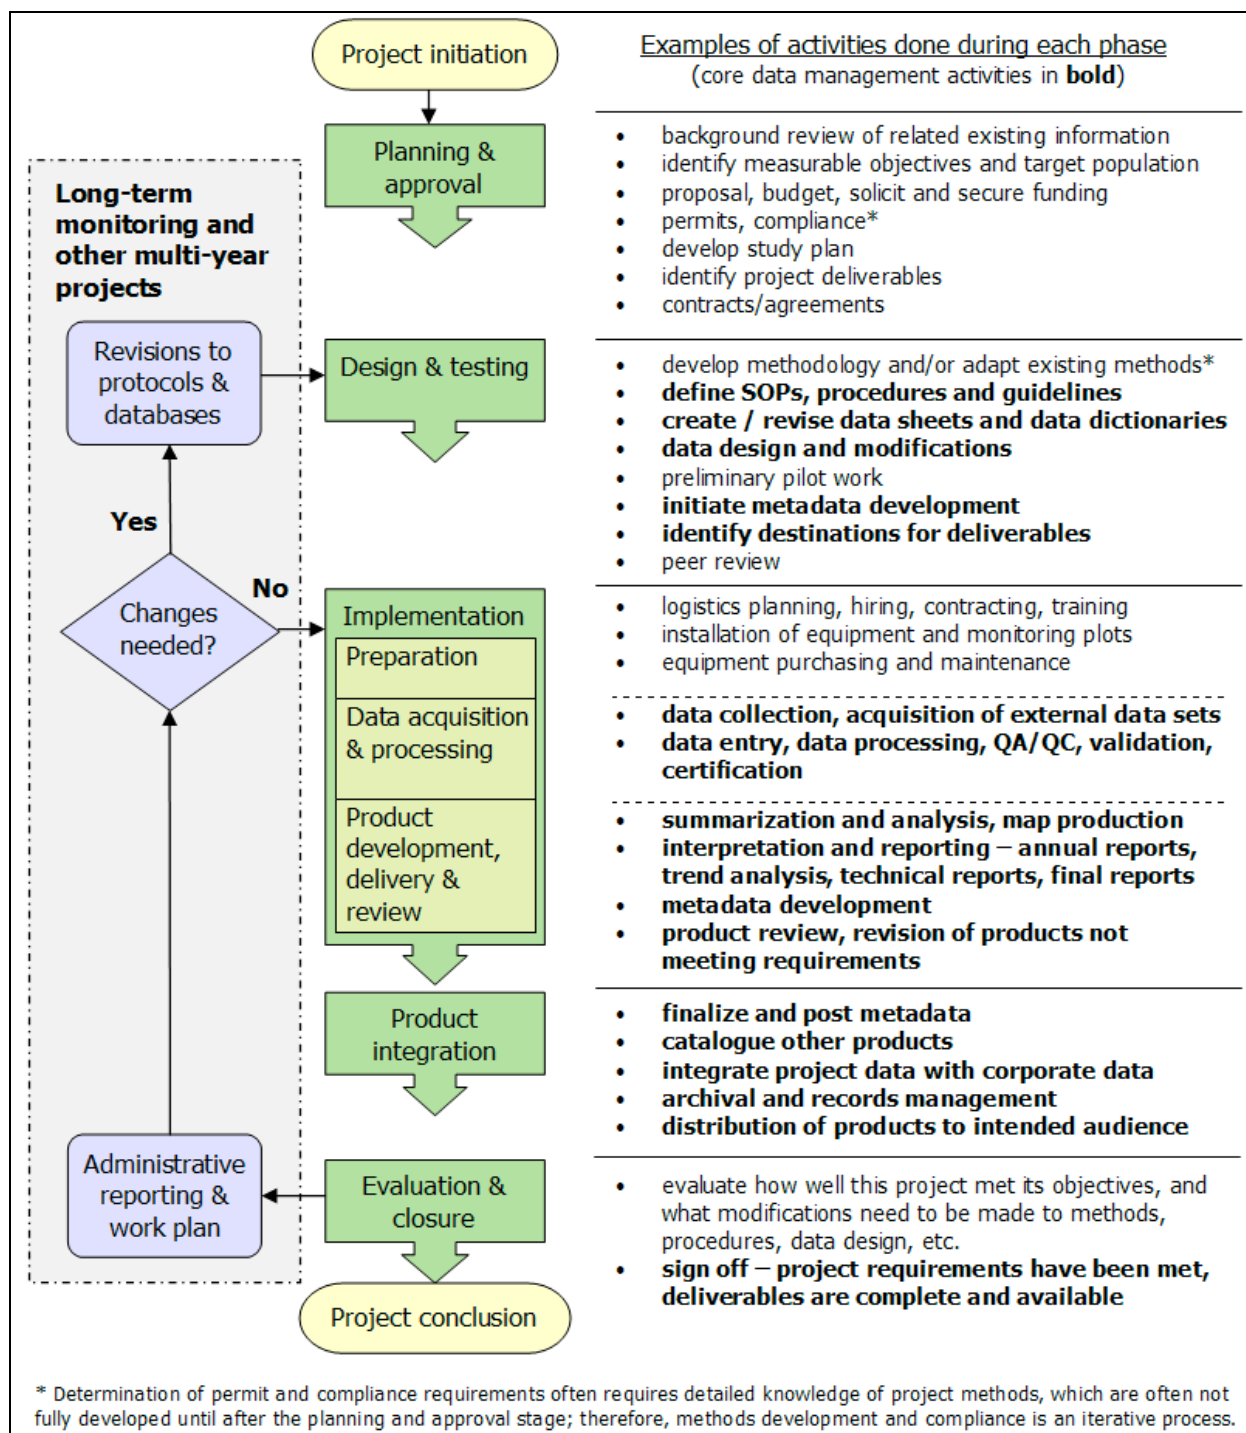 Project initiation
Examples of activities done during each phase
(core data management activities in bold)
Planning &
approval
• background review of related existing information
• identify measurable objectives and target population
• proposal, budget, solicit and secure funding
• permits, compliance*
• develop study plan
• identify project deliverables
• contracts/agreements
Long-term
monitoring and
other multi-year
projects
Revisions to
protocols &
databases
Design & testing
• develop methodology and/or adapt existing methods*
• define SOPs, procedures and guidelines
• create / revise data sheets and data dictionaries
• data design and modifications
• preliminary pilot work
• initiate metadata development
• identify destinations for deliverables
• peer review
Yes
No
Changes
needed?
Implementation
Preparation
• logistics planning, hiring, contracting, training
• installation of equipment and monitoring plots
• equipment purchasing and maintenance
Data acquisition
& processing
• data collection, acquisition of external data sets
• data entry, data processing, QA/QC, validation,
certification
Product
development,
delivery &
review
• summarization and analysis, map production
• interpretation and reporting – annual reports,
trend analysis, technical reports, final reports
• metadata development
• product review, revision of products not
meeting requirements
Product
integration
• finalize and post metadata
• catalogue other products
• integrate project data with corporate data
• archival and records management
• distribution of products to intended audience
Administrative
reporting &
work plan
Evaluation &
closure
• evaluate how well this project met its objectives, and
what modifications need to be made to methods,
procedures, data design, etc.
• sign off – project requirements have been met,
deliverables are complete and available
Project conclusion
* Determination of permit and compliance requirements often requires detailed knowledge of project methods, which are often not
fully developed until after the planning and approval stage; therefore, methods development and compliance is an iterative process.